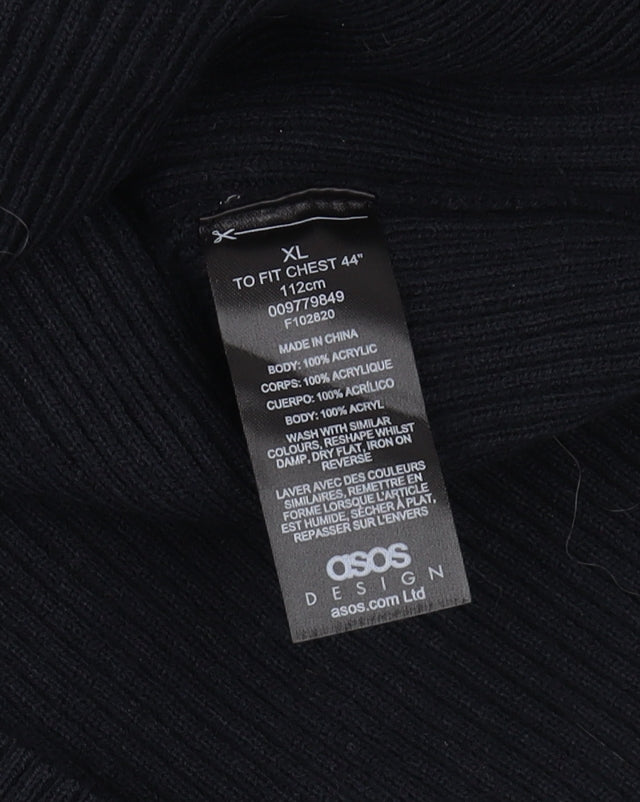 XL
TO FIT CHEST 44"
112cm
009779849
F102820
MADE IN CHINA
BODY: 100% ACRYLIC
CORPS: 100% ACRYLIQUE
CUERPO: 100% ACRÍLICO
BODY: 100% ACRYL
WASH WITH SIMILAR
COLOURS, RESHAPE WHILST
DAMP, DRY FLAT, IRON ON
REVERSE
LAVER AVEC DES COULEURS
SIMILAIRES, REMETTRE EN
FORME LORSQUE L'ARTICLE
EST HUMIDE, SÈCHER À PLAT,
REPASSER SUR L'ENVERS
asos
DESIGN
asos.com Ltd